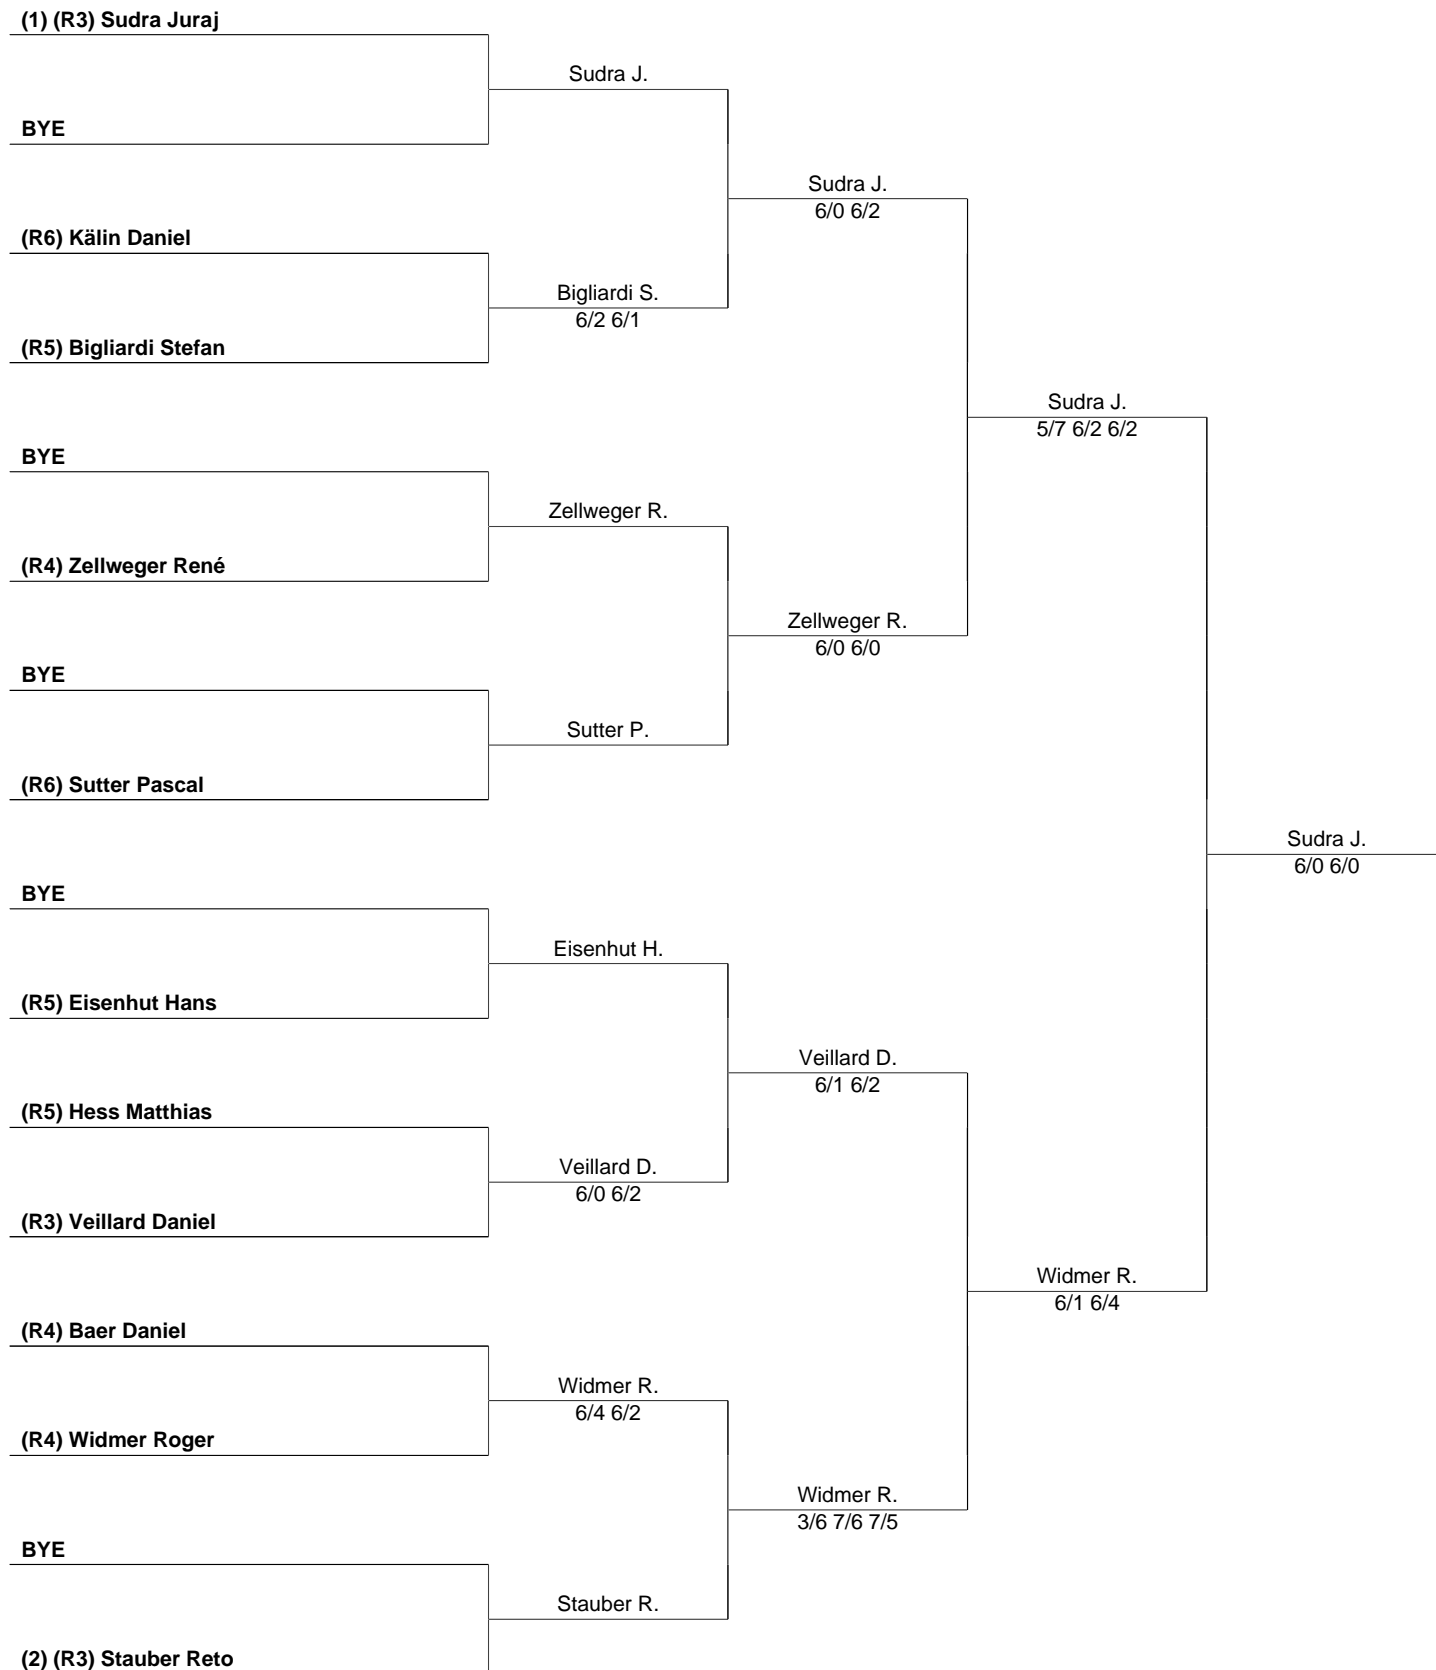 (1) (R3) Sudra Juraj
Sudra J.
BYE
Sudra J.
6/0 6/2
(R6) Kälin Daniel
Bigliardi S.
6/2 6/1
(R5) Bigliardi Stefan
Sudra J.
5/7 6/2 6/2
BYE
Zellweger R.
(R4) Zellweger René
Zellweger R.
6/0 6/0
BYE
Sutter P.
(R6) Sutter Pascal
Sudra J.
6/0 6/0
BYE
Eisenhut H.
(R5) Eisenhut Hans
Veillard D.
6/1 6/2
(R5) Hess Matthias
Veillard D.
6/0 6/2
(R3) Veillard Daniel
Widmer R.
6/1 6/4
(R4) Baer Daniel
Widmer R.
6/4 6/2
(R4) Widmer Roger
Widmer R.
3/6 7/6 7/5
BYE
Stauber R.
(2) (R3) Stauber Reto